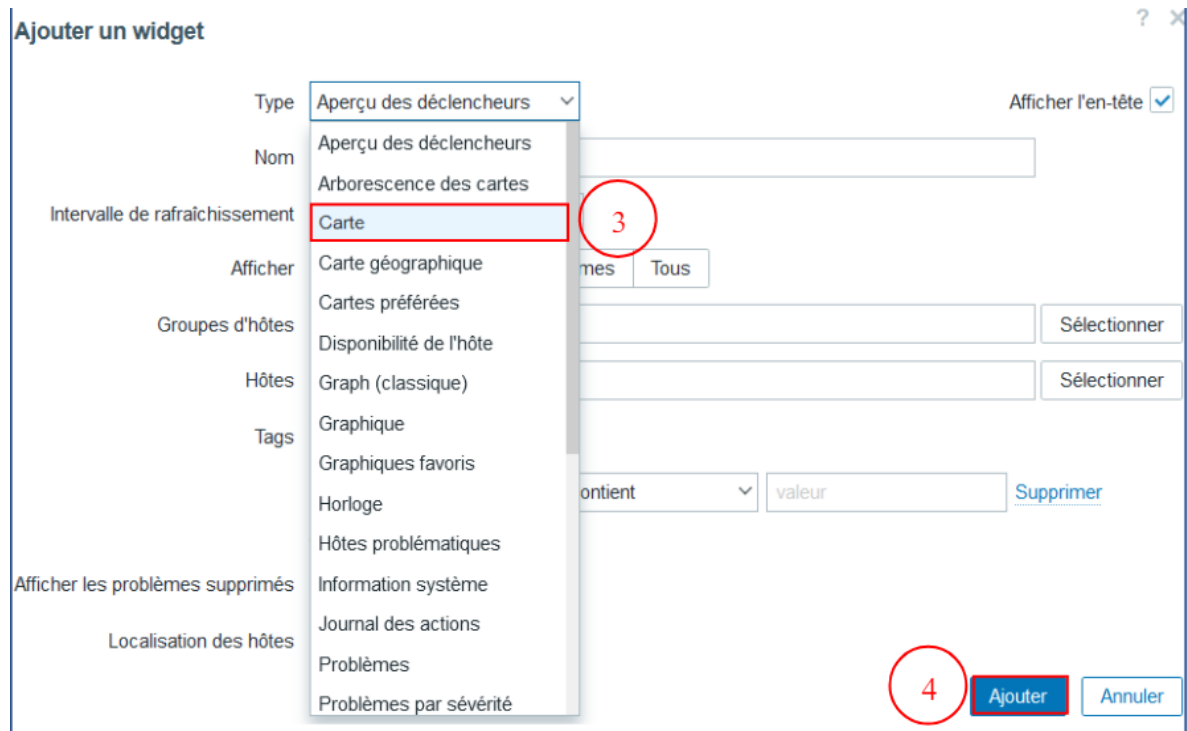 ? ×
Ajouter un widget
Type Aperçu des déclencheurs Afficher l'en-tête
Aperçu des déclencheurs
Nom
Arborescence des cartes
Intervalle de rafraîchissement
Carte 3
Afficher Carte géographique mes Tous
Cartes préférées
Groupes d'hôtes Sélectionner
Disponibilité de l'hôte
Hôtes Graph (classique) Sélectionner
Graphique
Tags
Graphiques favoris
Horloge ontient valeur Supprimer
Hôtes problématiques
Afficher les problèmes supprimés Information système
Journal des actions
Localisation des hôtes
Problèmes
Problèmes par sévérité 4 Ajouter Annuler